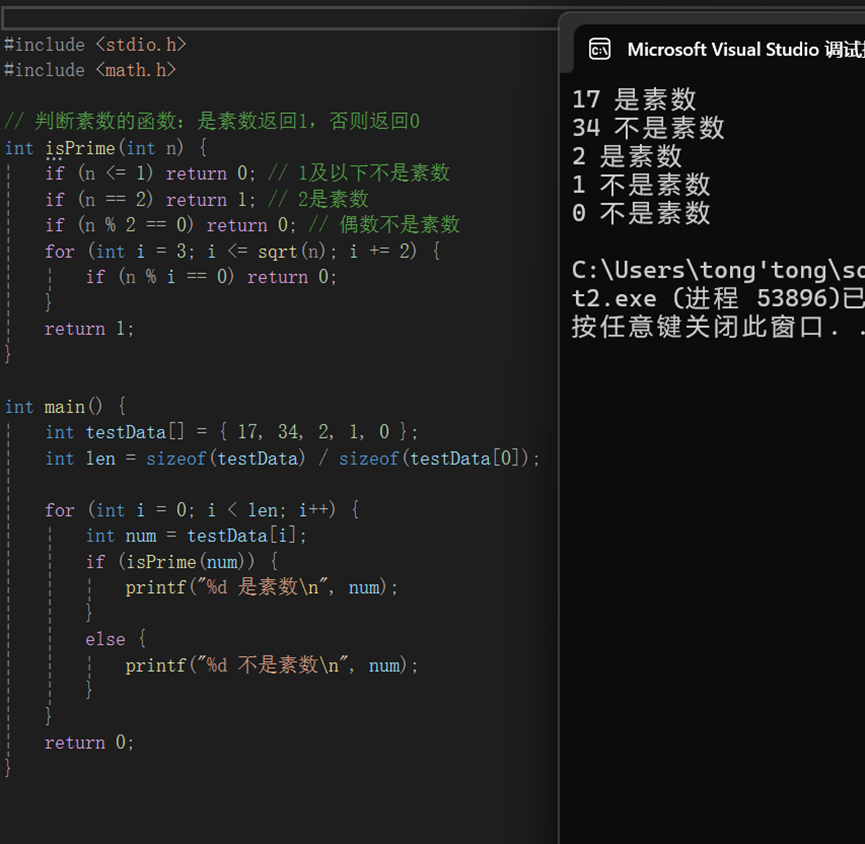 #include <stdio.h>
#include <math.h>
// 判断素数的函数：是素数返回1，否则返回0
int isPrime(int n) {
if (n <= 1) return 0; // 1及以下不是素数
if (n == 2) return 1; // 2是素数
if (n % 2 == 0) return 0; // 偶数不是素数
for (int i = 3; i <= sqrt(n); i += 2) {
if (n % i == 0) return 0;
}
return 1;
}
int main() {
int testData[] = { 17, 34, 2, 1, 0 };
int len = sizeof(testData) / sizeof(testData[0]);
for (int i = 0; i < len; i++) {
int num = testData[i];
if (isPrime(num)) {
printf("%d 是素数\n", num);
}
else {
printf("%d 不是素数\n", num);
}
}
return 0;
}
Microsoft Visual Studio 调试
17 是素数
34 不是素数
2 是素数
1 不是素数
0 不是素数
C:\Users\tong'tong\so
t2.exe (进程 53896)已
按任意键关闭此窗口. .